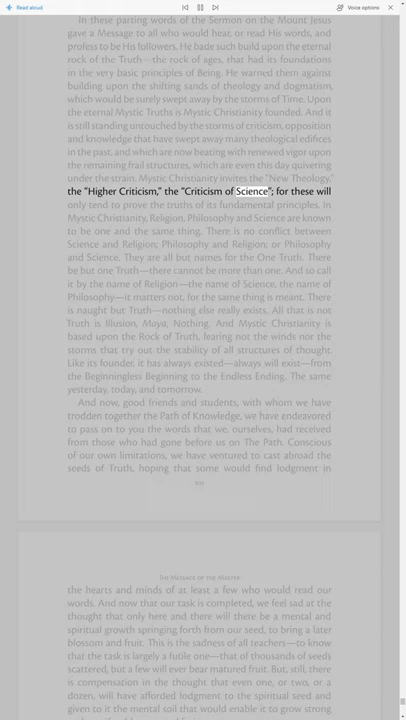 Read aloud
Voice options
In these parting words of the Sermon on the Mount Jesus
gave a Message to all who would hear, or read His words, and
profess to be His followers. He bade such build upon the eternal
rock of the Truth—the rock of ages, that had its foundations
in the very basic principles of Being. He warned them against
building upon the shifting sands of theology and dogmatism,
which would be surely swept away by the storms of Time. Upon
the eternal Mystic Truths is Mystic Christianity founded. And it
is still standing untouched by the storms of criticism, opposition
and knowledge that have swept away many theological edifices
in the past, and which are now beating with renewed vigor upon
the remaining frail structures, which are even this day quivering
under the strain. Mystic Christianity invites the "New Theology,"
the "Higher Criticism," the "Criticism of Science"; for these will
only tend to prove the truths of its fundamental principles. In
Mystic Christianity, Religion, Philosophy and Science are known
to be one and the same thing. There is no conflict between
Science and Religion; Philosophy and Religion; or Philosophy
and Science. They are all but names for the One Truth. There
be but one Truth—there cannot be more than one. And so call
it by the name of Religion—the name of Science, the name of
Philosophy—it matters not, for the same thing is meant. There
is naught but Truth—nothing else really exists. All that is not
Truth is Illusion, Maya, Nothing. And Mystic Christianity is
based upon the Rock of Truth, fearing not the winds nor the
storms that try out the stability of all structures of thought.
Like its founder, it has always existed—always will exist—from
the Beginningless Beginning to the Endless Ending. The same
yesterday, today, and tomorrow.
And now, good friends and students, with whom we have
trodden together the Path of Knowledge, we have endeavored
to pass on to you the words that we, ourselves, had received
from those who had gone before us on The Path. Conscious
of our own limitations, we have ventured to cast abroad the
seeds of Truth, hoping that some would find lodgment in
The Message of the Master
the hearts and minds of at least a few who would read our
words. And now that our task is completed, we feel sad at the
thought that only here and there will there be a mental and
spiritual growth springing forth from our seed, to bring a later
blossom and fruit. This is the sadness of all teachers—to know
that the task is largely a futile one—that of thousands of seeds
scattered, but a few will ever bear matured fruit. But, still, there
is compensation in the thought that even one, or two, or a
dozen, will have afforded lodgment to the spiritual seed and
given to it the mental soil that would enable it to grow strong